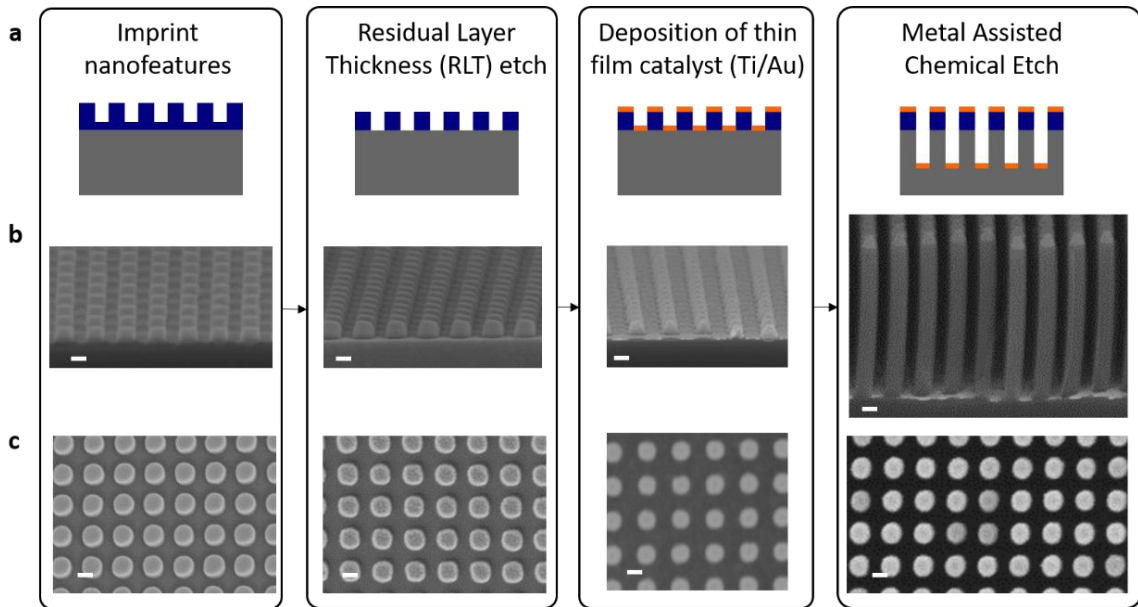 a
Imprint
nanofeatures
Residual Layer
Thickness (RLT) etch
Deposition of thin
film catalyst (Ti/Au)
Metal Assisted
Chemical Etch
b
c